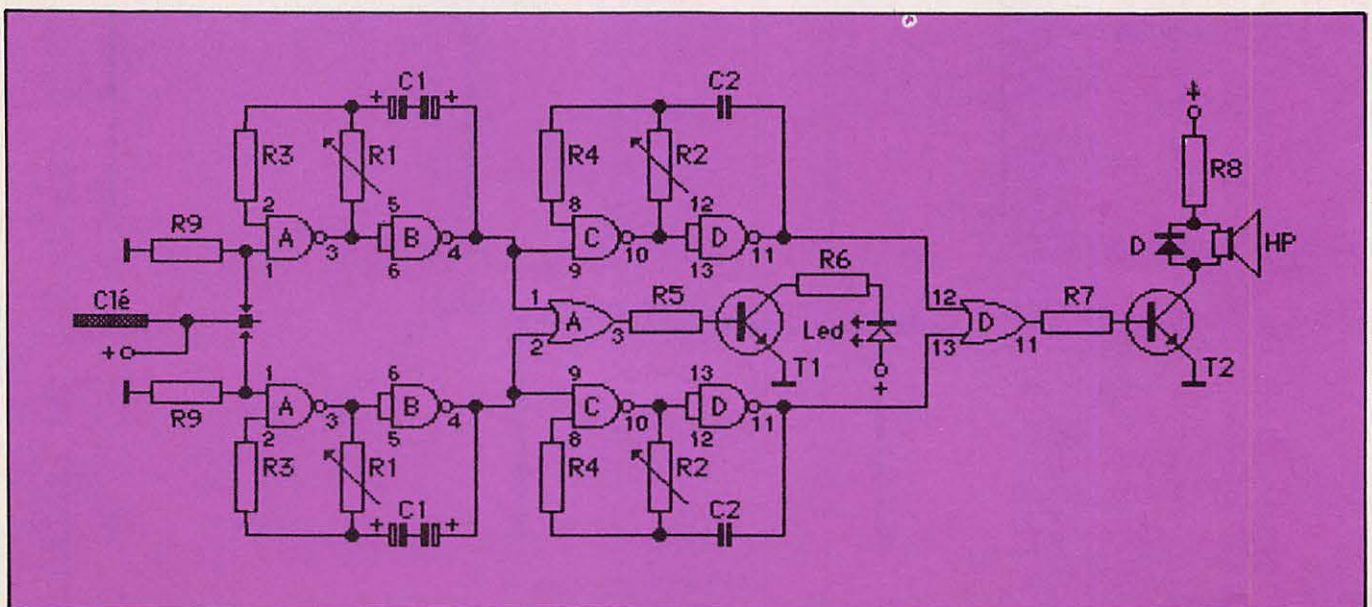 + C1 +
C2
+
R3
R1
R4
R2
R8
R9
2
5
8
12
A
B
C
D
R6
D
HP
1
3
6
4
9
10
13
11
Clé
+
1
A
R5
Led
12
D
R7
2
3
T1
13
11
T2
+
R9
1
6
9
13
A
B
C
D
2
3
5
4
8
10
12
11
R3
R1
R4
R2
+ C1 +
C2